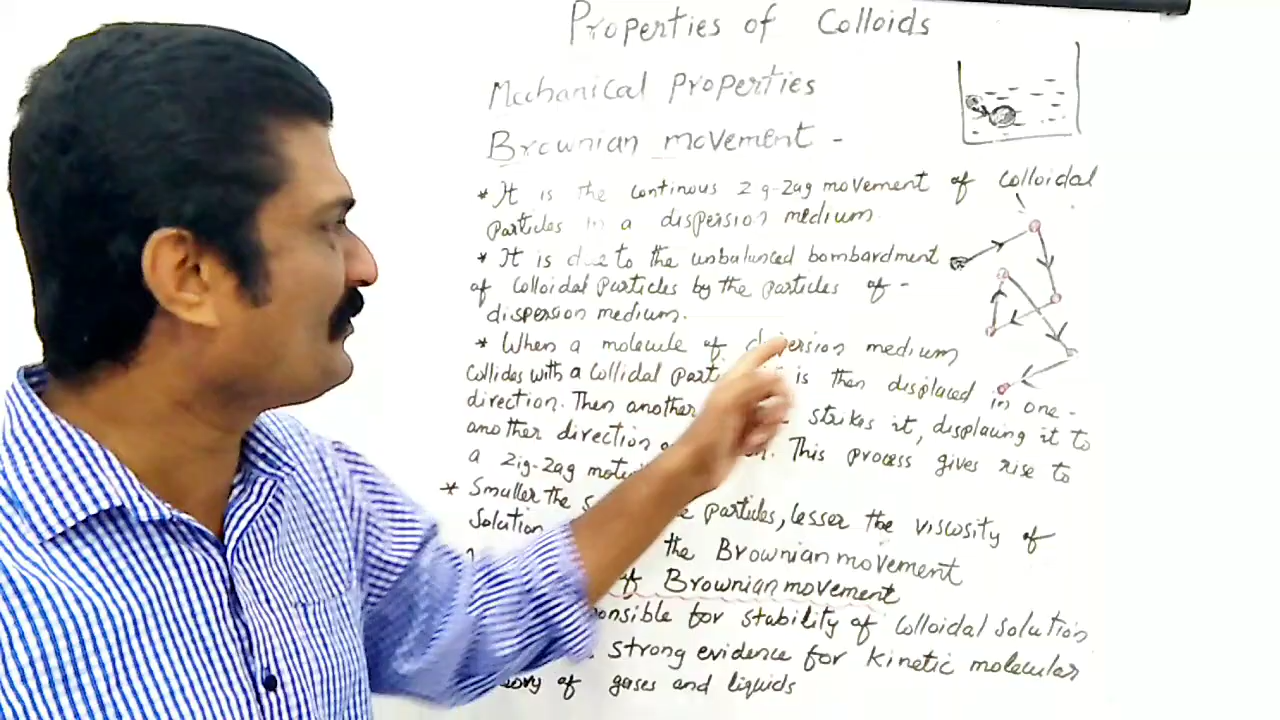 Properties of Colloids
Mechanical Properties
Brownian movement -
* It is the continous zig-zag movement of colloidal
particles in a dispersion medium.
* It is due to the unbalanced bombardment
of colloidal particles by the particles of -
dispersion medium.
* When a molecule of dispersion medium
collides with a collidal is then displaced in one-
direction. Then another strikes it, displacing it to
another direction This process gives rise to
a zig-zag
* Smaller the particles, lesser the viscosity of
solution
the Brownian movement
of Brownian movement
for stability of colloidal solution
strong evidence for kinetic molecular
of gases and liquids